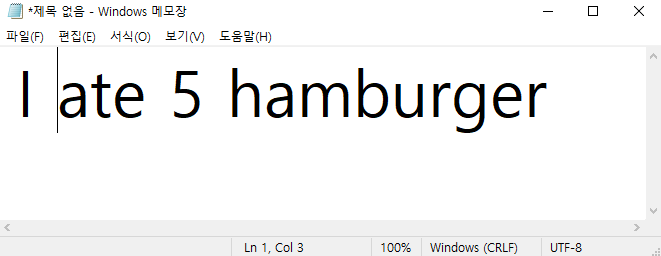 *제목 없음 - Windows 메모장
파일(F) 편집(E) 서식(O) 보기(V) 도움말(H)
I ate 5 hamburger
Ln 1, Col 3 100% Windows (CRLF) UTF-8